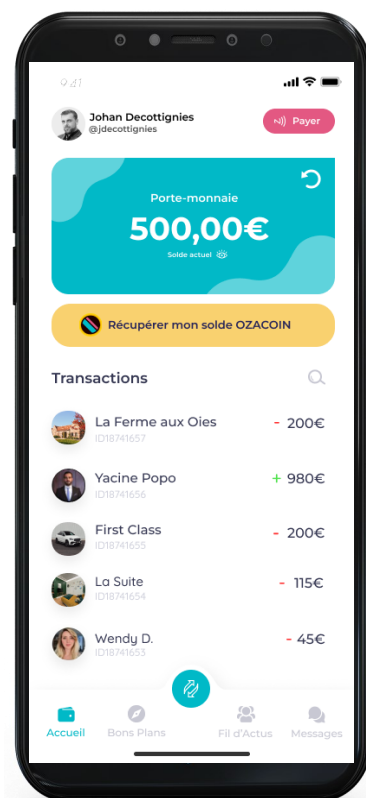 9:41
Johan Decottignies
@jdecottignies
Payer
Porte-monnaie
500,00€
Solde actuel
Récupérer mon solde OZACOIN
Transactions
La Ferme aux Oies - 200€
ID18741657
Yacine Popo + 980€
ID18741656
First Class - 200€
ID18741655
La Suite - 115€
ID18741654
Wendy D. - 45€
ID18741653
Accueil Bons Plans Fil d'Actus Messages